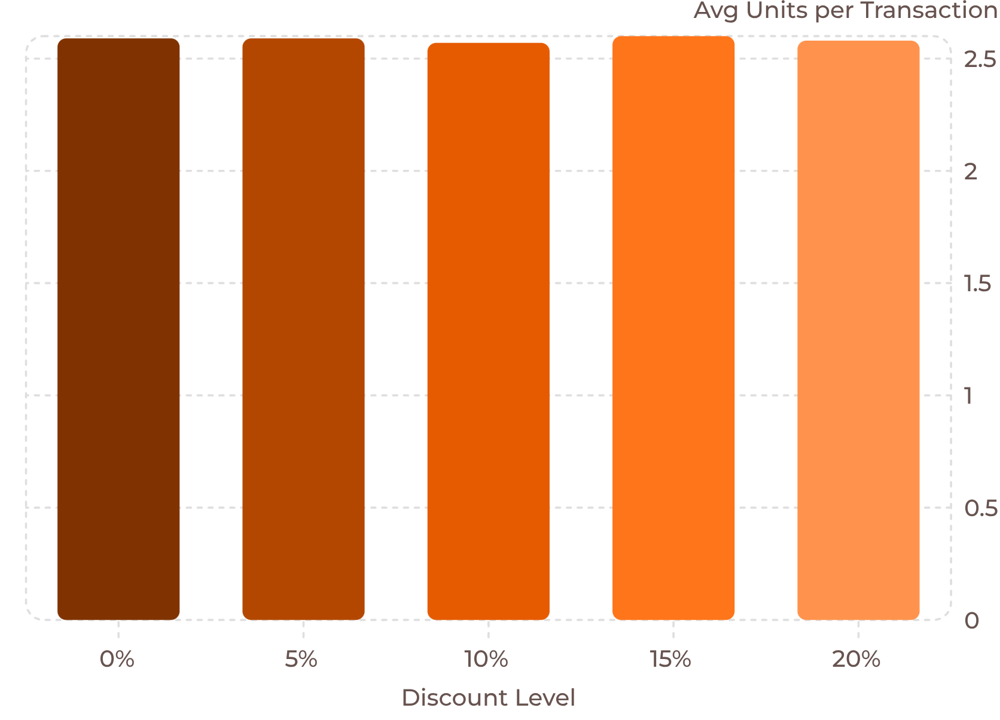 Avg Units per Transaction
2.5
2
1.5
1
0.5
0
0% 5% 10% 15% 20%
Discount Level